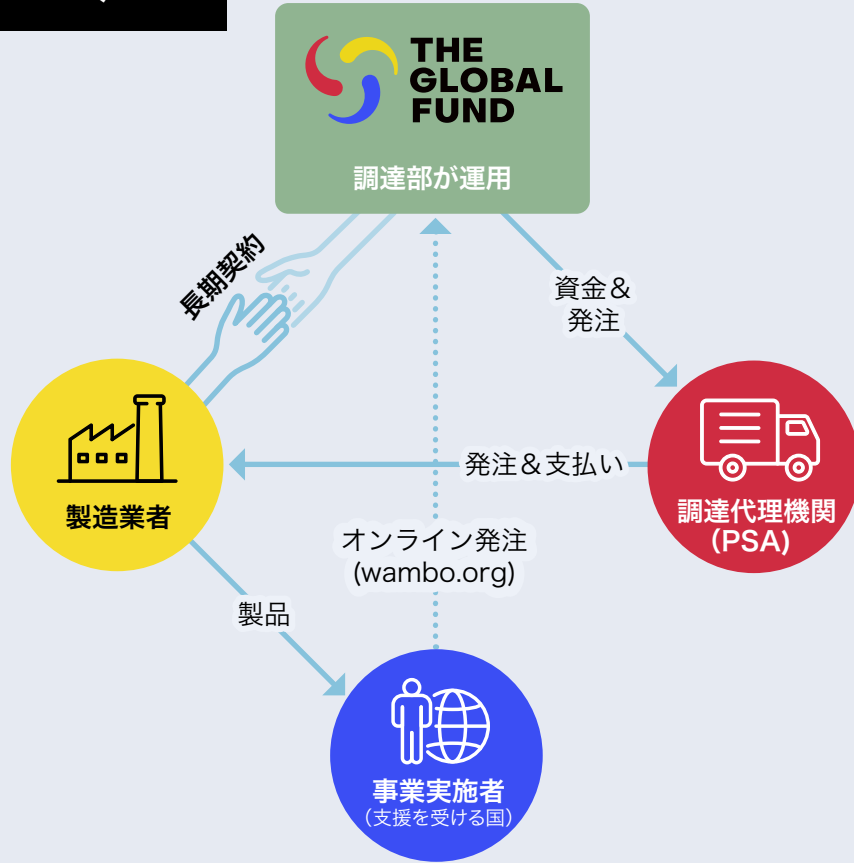 THE
GLOBAL
FUND
調達部が運用
長期契約
資金＆
発注
発注＆支払い
製造業者
調達代理機関
(PSA)
オンライン発注
(wambo.org)
製品
事業実施者
（支援を受ける国）